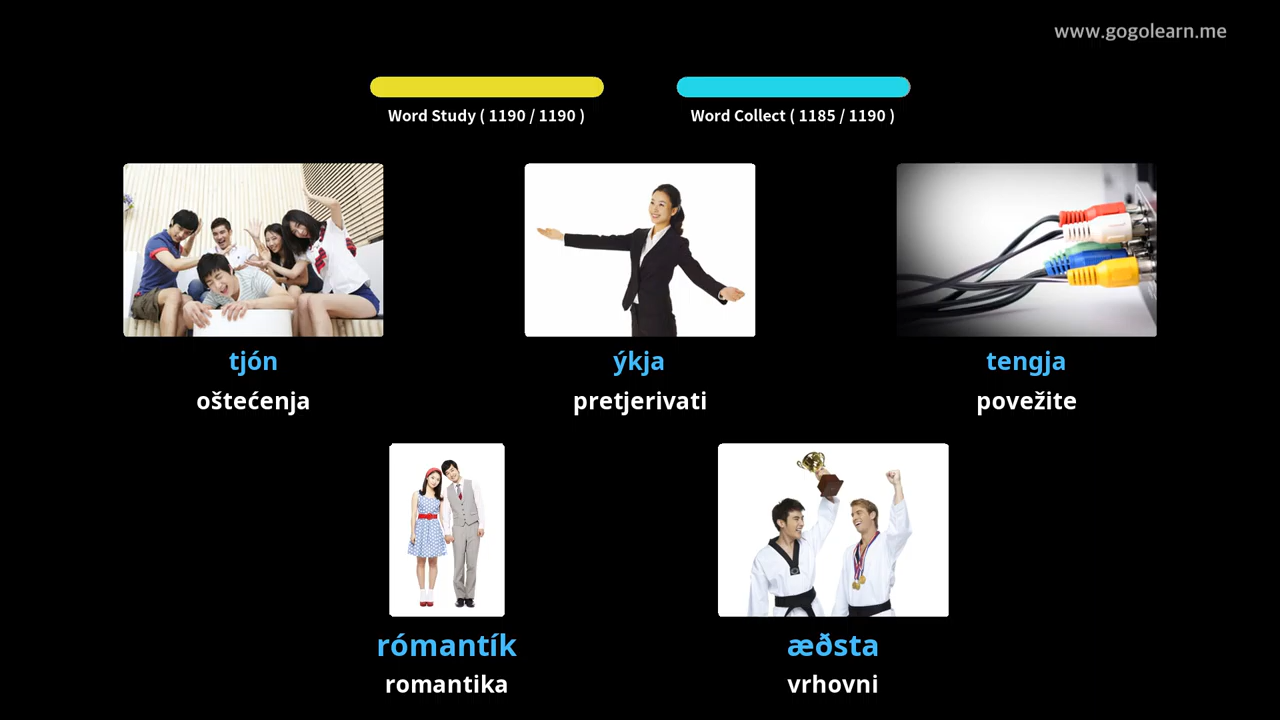 www.gogolearn.me
Word Study ( 1190 / 1190 )
Word Collect ( 1185 / 1190 )
tjón
ýkja
tengja
oštećenja
pretjerivati
povežite
rómantík
æðsta
romantika
vrhovni